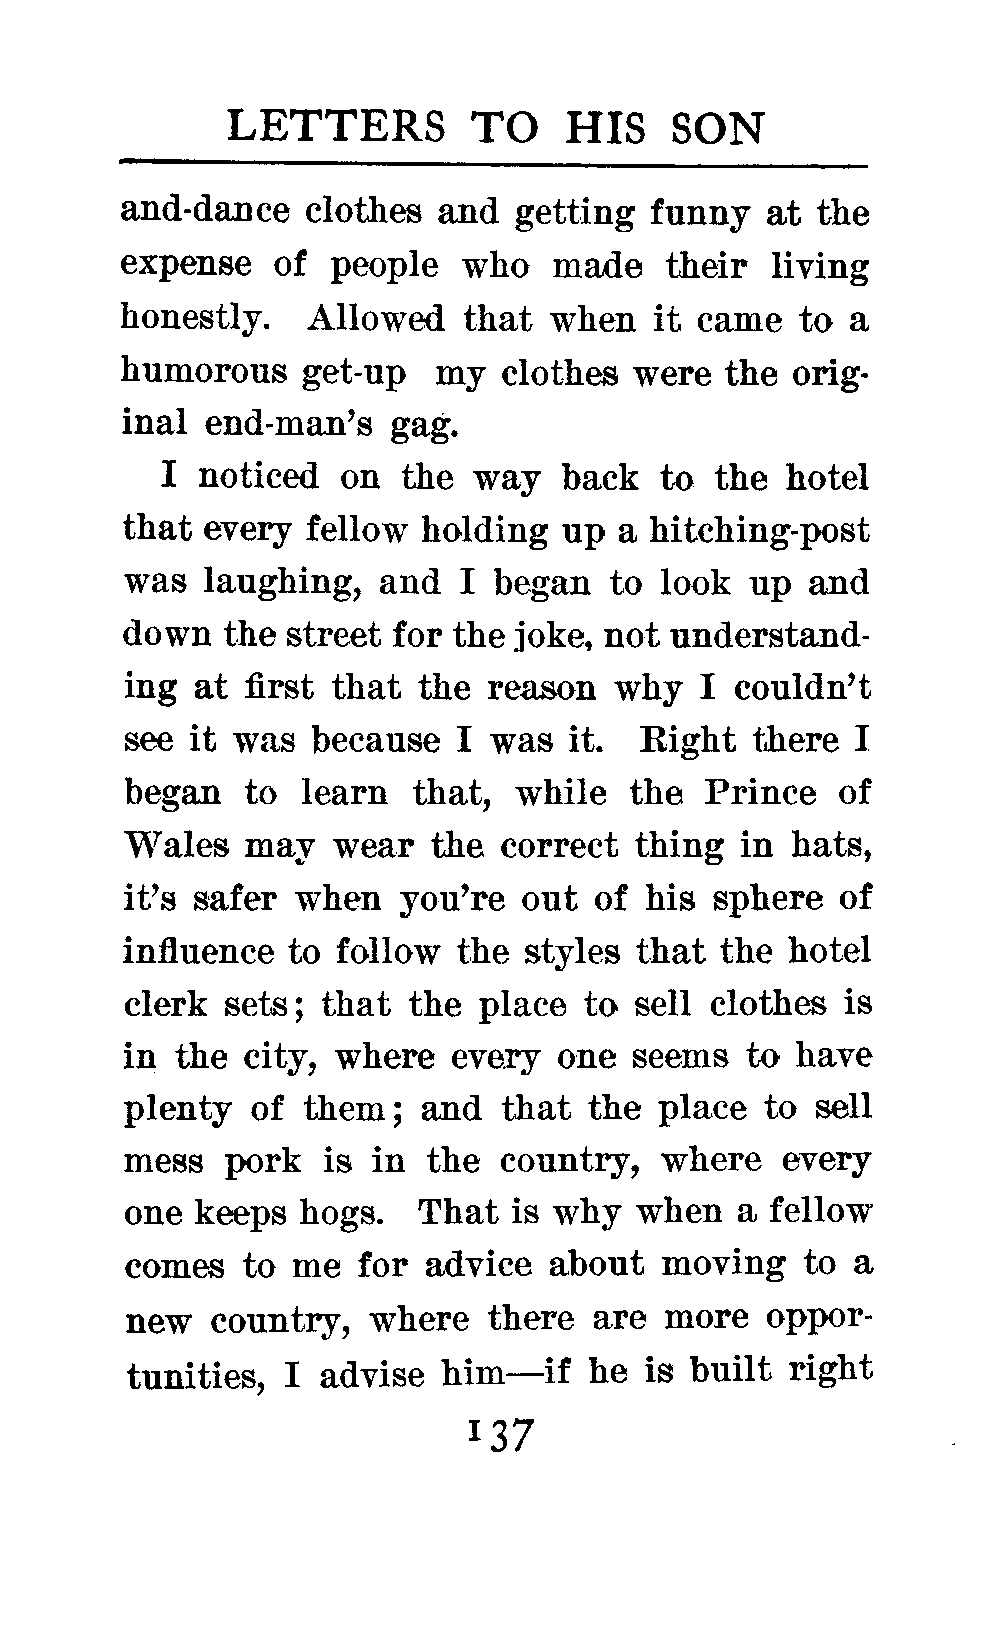 LETTERS TO HIS SON
and-dance clothes and getting funny at the
expense of people who made their living
honestly. Allowed that when it came to a
humorous get-up my clothes were the orig-
inal end-man's gag.
I noticed on the way back to the hotel
that every fellow holding up a hitching-post
was laughing, and I began to look up and
down the street for the joke, not understand-
ing at first that the reason why I couldn't
see it was because I was it. Right there I
began to learn that, while the Prince of
Wales may wear the correct thing in hats,
it's safer when you're out of his sphere of
influence to follow the styles that the hotel
clerk sets; that the place to sell clothes is
in the city, where every one seems to have
plenty of them; and that the place to sell
mess pork is in the country, where every
one keeps hogs. That is why when a fellow
comes to me for advice about moving to a
new country, where there are more oppor-
tunities, I advise him—if he is built right
137